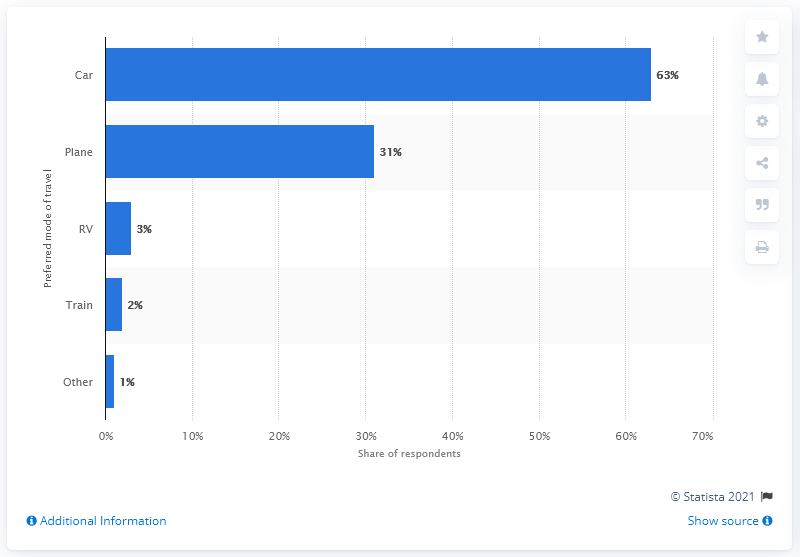 Preferred mode of travel
Car
63%
Plane
31%
RV
3%
Train
2%
Other
1%
0% 10% 20% 30% 40% 50% 60% 70%
Share of respondents
© Statista 2021
Additional Information
Show source